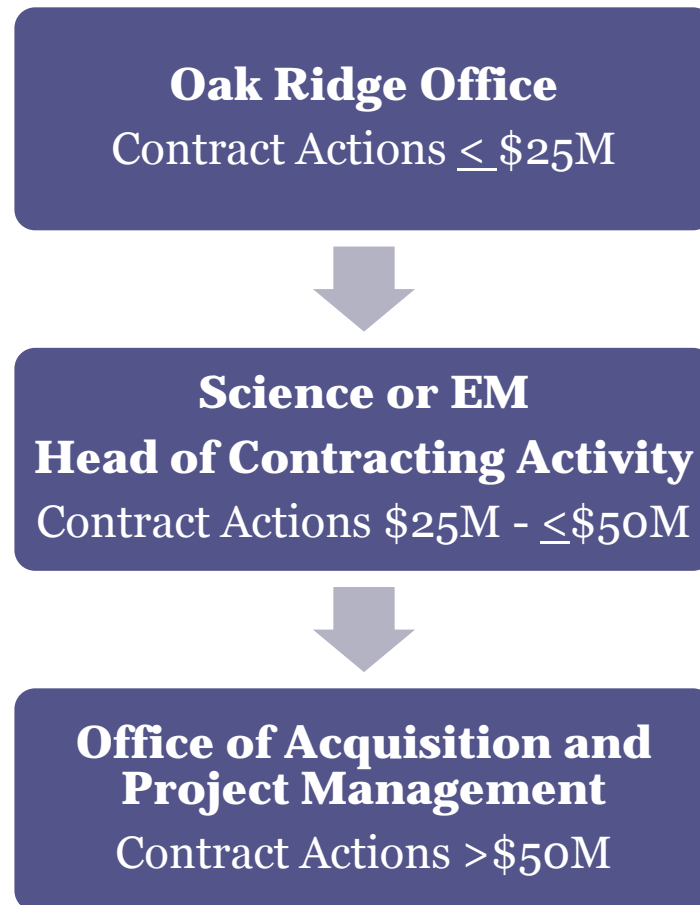 Oak Ridge Office
Contract Actions < $25M
Science or EM
Head of Contracting Activity
Contract Actions $25M - <$50M
Office of Acquisition and
Project Management
Contract Actions >$50M